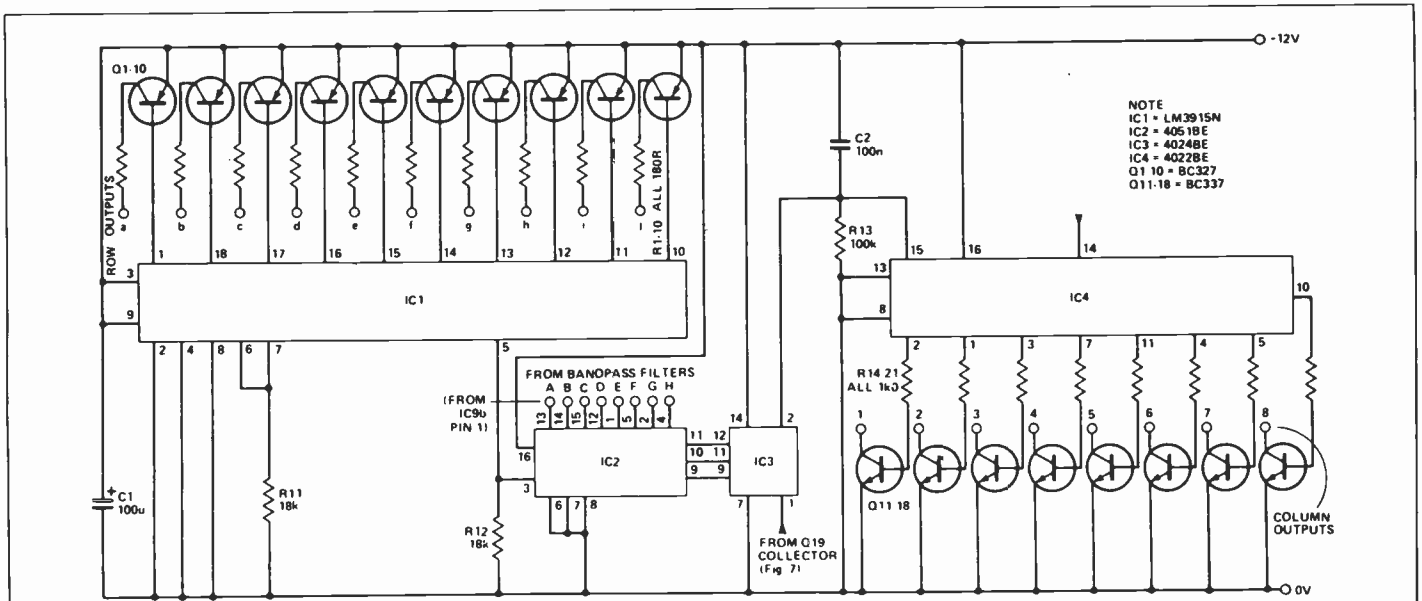 -12V
Q1-10
ROW OUTPUTS
a
b
c
d
e
f
g
h
i
j
R1-10 ALL 180R
1
18
17
16
15
14
13
12
11
10
3
9
IC1
2
4
8
6
7
5
C1
100u
+
R11
18k
R12
18k
FROM BANDPASS FILTERS
A B C D E F G H
(FROM
IC9b
PIN 1)
13 14 15 12 1 5 2 4
16
3
IC2
6 7 8
11 12
10 11
9 9
14
2
IC3
7
1
FROM Q19
COLLECTOR
(Fig 7)
C2
100n
R13
100k
NOTE
IC1 = LM3915N
IC2 = 4051BE
IC3 = 4024BE
IC4 = 4022BE
Q1-10 = BC327
Q11-18 = BC337
15
16
14
13
8
IC4
10
2
1
3
7
11
4
5
R14-21
ALL 1k0
1
2
3
4
5
6
7
8
Q11-18
COLUMN
OUTPUTS
0V